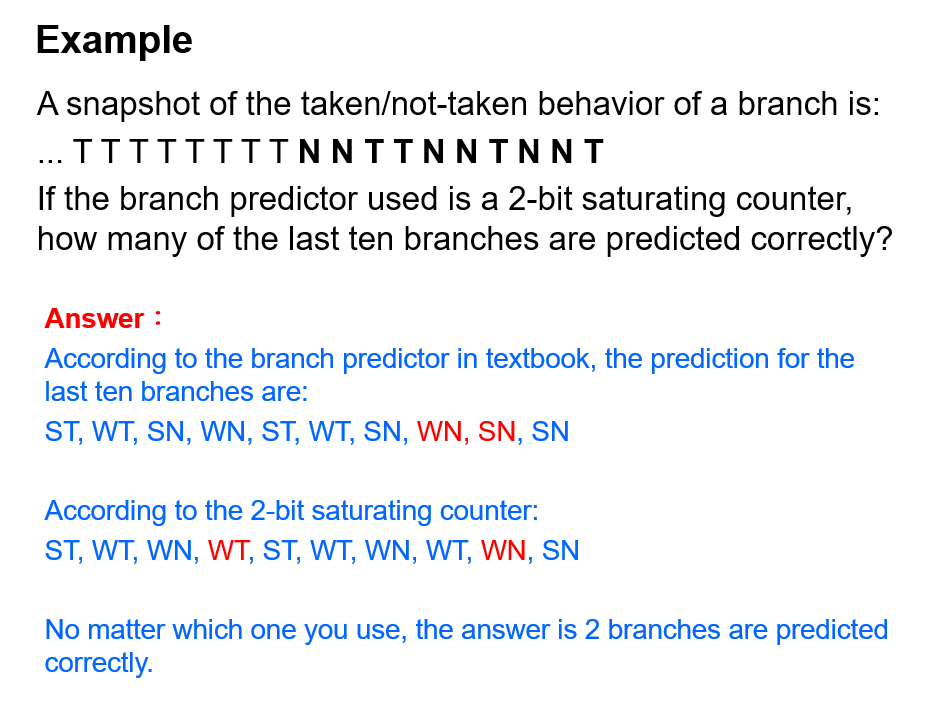 Example
A snapshot of the taken/not-taken behavior of a branch is:
... T T T T T T T T N N T T N N T N N T
If the branch predictor used is a 2-bit saturating counter,
how many of the last ten branches are predicted correctly?
Answer：
According to the branch predictor in textbook, the prediction for the
last ten branches are:
ST, WT, SN, WN, ST, WT, SN, WN, SN, SN
According to the 2-bit saturating counter:
ST, WT, WN, WT, ST, WT, WN, WT, WN, SN
No matter which one you use, the answer is 2 branches are predicted
correctly.